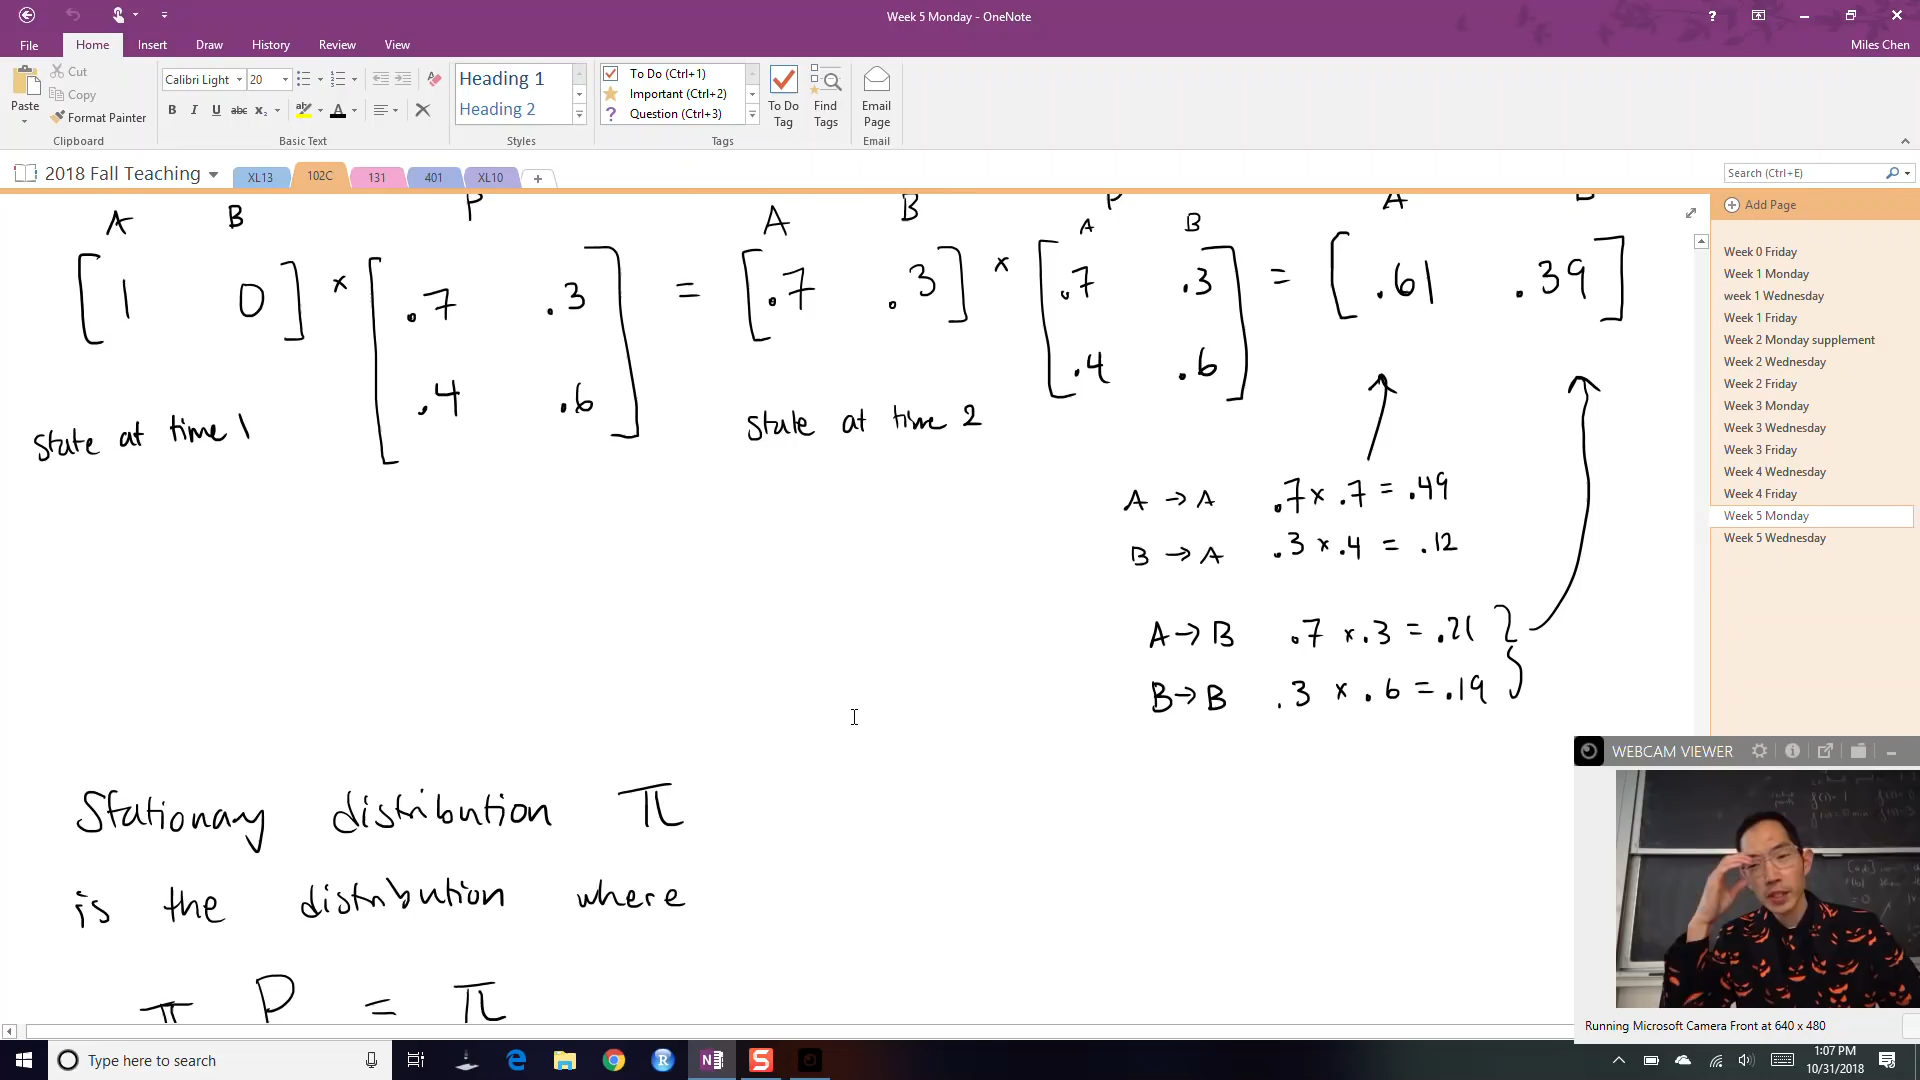 Week 5 Monday - OneNote
File Home Insert Draw History Review View Miles Chen
Paste Cut Copy Format Painter
Clipboard
Calibri Light 20
B I U abc x₂ A
Basic Text
Heading 1
Heading 2
Styles
To Do (Ctrl+1)
Important (Ctrl+2)
Question (Ctrl+3)
To Do Tag
Find Tags
Tags
Email Page
Email
2018 Fall Teaching XL13 102C 131 401 XL10
Search (Ctrl+E)
Add Page
Week 0 Friday
Week 1 Monday
week 1 Wednesday
Week 1 Friday
Week 2 Monday supplement
Week 2 Wednesday
Week 2 Friday
Week 3 Monday
Week 3 Wednesday
Week 3 Friday
Week 4 Wednesday
Week 4 Friday
Week 5 Monday
Week 5 Wednesday
A B P A B P A
A B
[1 0] × [.7 .3 = [.7 .3] × [.7 .3 = [.61 .39]
.4 .6] .4 .6]
state at time 1 state at time 2
A → A .7 × .7 = .49
B → A .3 × .4 = .12
A → B .7 × .3 = .21
B → B .3 × .6 = .19
Stationary distribution π
is the distribution where
π P = π
WEBCAM VIEWER
Running Microsoft Camera Front at 640 x 480
Type here to search
1:07 PM
10/31/2018